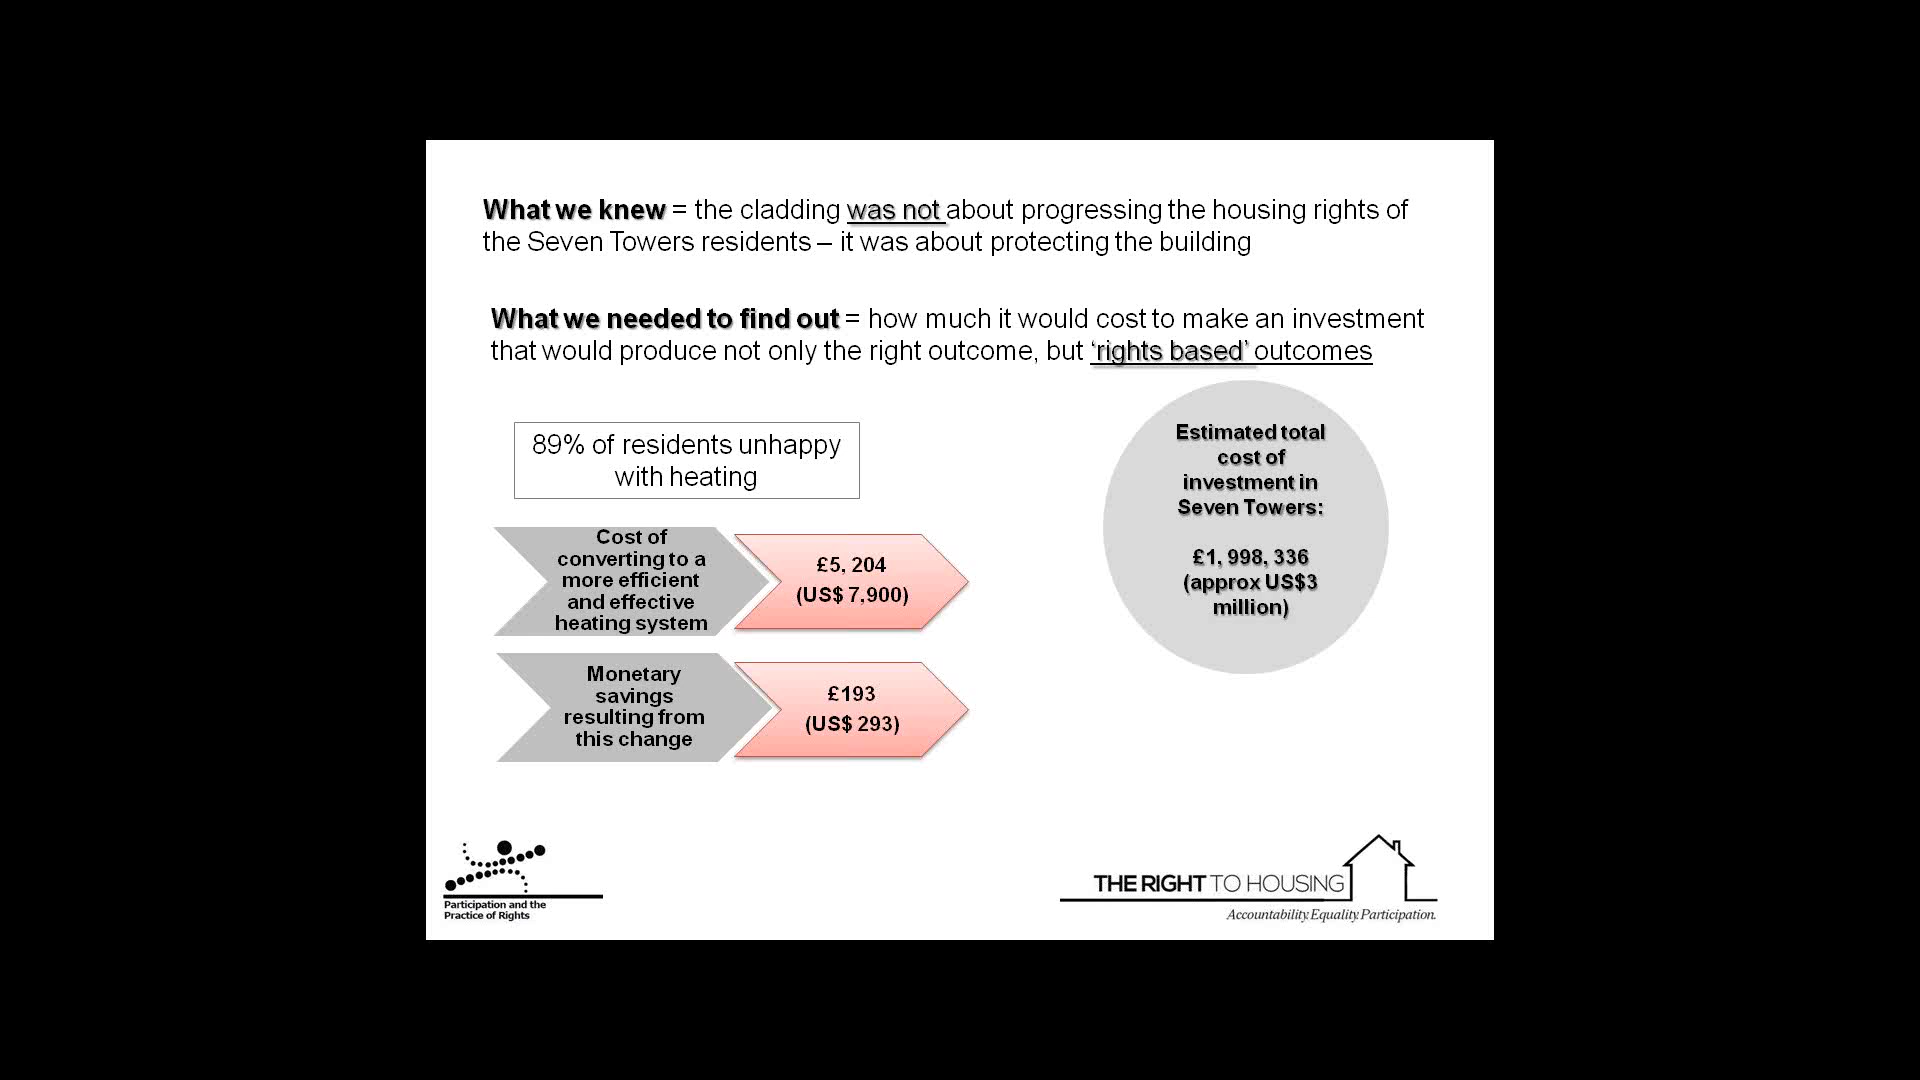 What we knew = the cladding was not about progressing the housing rights of
the Seven Towers residents – it was about protecting the building
What we needed to find out = how much it would cost to make an investment
that would produce not only the right outcome, but ‘rights based’ outcomes
89% of residents unhappy
with heating
Cost of
converting to a
more efficient
and effective
heating system
£5, 204
(US$ 7,900)
Monetary
savings
resulting from
this change
£193
(US$ 293)
Estimated total
cost of
investment in
Seven Towers:
£1, 998, 336
(approx US$3
million)
Participation and the
Practice of Rights
THE RIGHT TO HOUSING
Accountability. Equality. Participation.